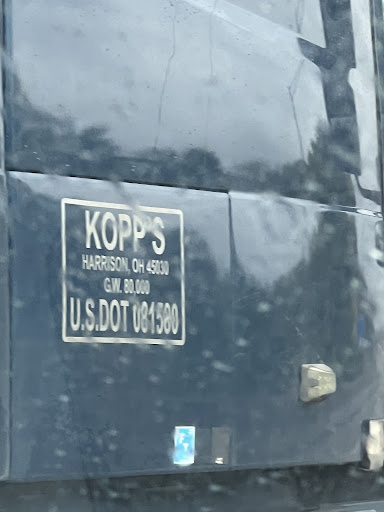 KOPP'S
HARRISON, OH 45030
G.W. 80,000
U.S.DOT 081580